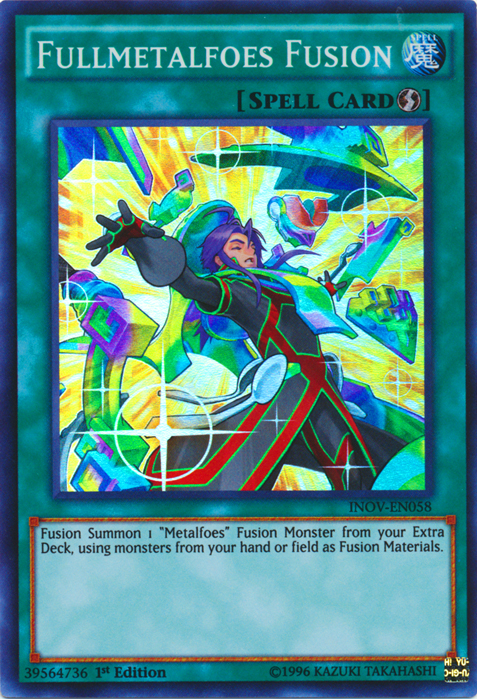 FULLMETALFOES FUSION
魔
[SPELL CARD]
INOV-EN058
Fusion Summon 1 "Metalfoes" Fusion Monster from your Extra
Deck, using monsters from your hand or field as Fusion Materials.
39564736 1st Edition ©1996 KAZUKI TAKAHASHI